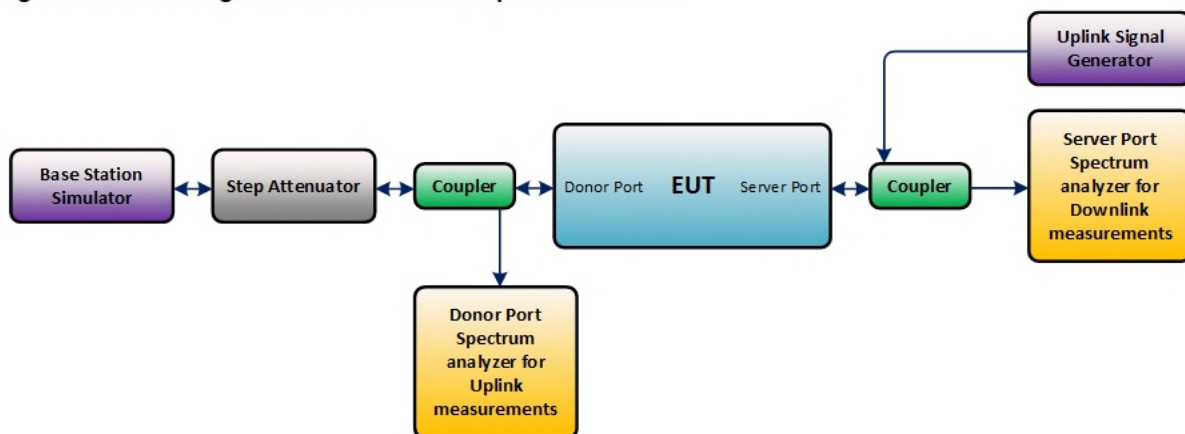 Uplink Signal
Generator
Base Station
Simulator
Step Attenuator
Coupler
Donor Port
EUT
Server Port
Coupler
Server Port
Spectrum
analyzer for
Downlink
measurements
Donor Port
Spectrum
analyzer for
Uplink
measurements